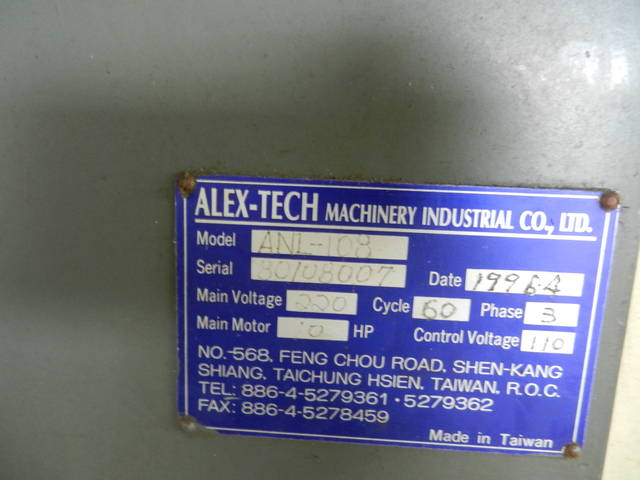 ALEX-TECH MACHINERY INDUSTRIAL CO., LTD.
Model ANL-108
Serial 80108007 Date 1996.4
Main Voltage 220 Cycle 60 Phase 3
Main Motor 10 HP Control Voltage 110
NO.-568, FENG CHOU ROAD, SHEN-KANG
SHIANG, TAICHUNG HSIEN, TAIWAN, R.O.C.
TEL: 886-4-5279361·5279362
FAX: 886-4-5278459
Made in Taiwan